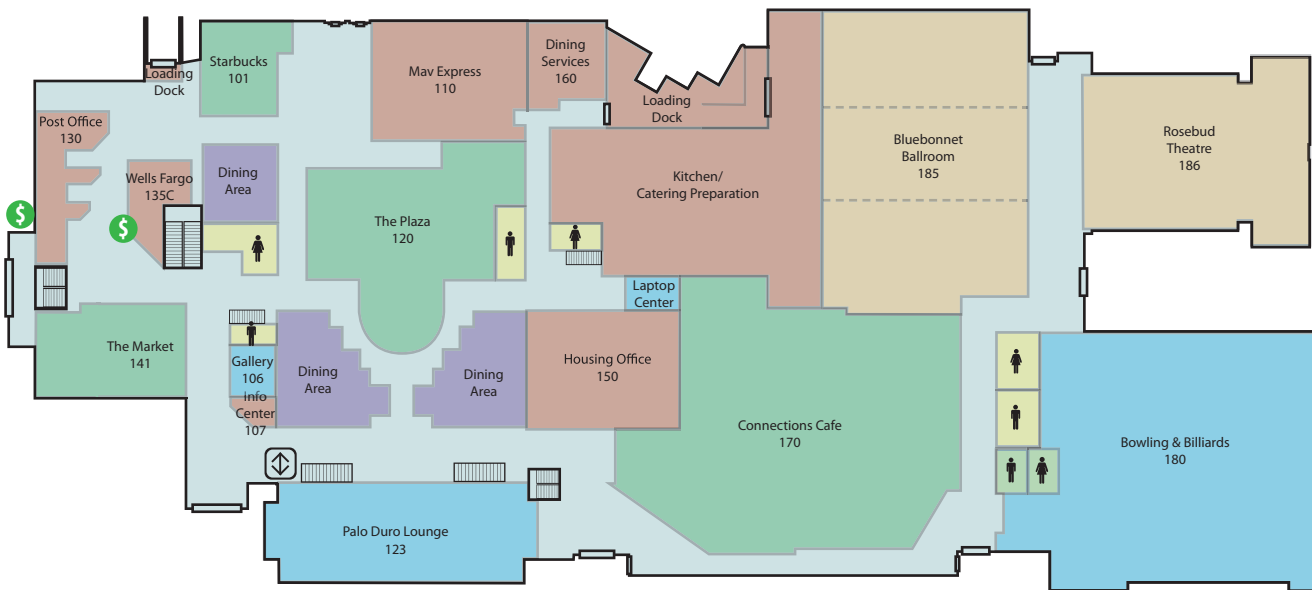 Loading
Dock
Starbucks
101
Mav Express
110
Dining
Services
160
Loading
Dock
Post Office
130
Wells Fargo
135C
Dining
Area
The Plaza
120
Kitchen/
Catering Preparation
Bluebonnet
Ballroom
185
Rosebud
Theatre
186
$
$
Laptop
Center
The Market
141
Gallery
106
Info
Center
107
Dining
Area
Dining
Area
Housing Office
150
Connections Cafe
170
Bowling & Billiards
180
Palo Duro Lounge
123